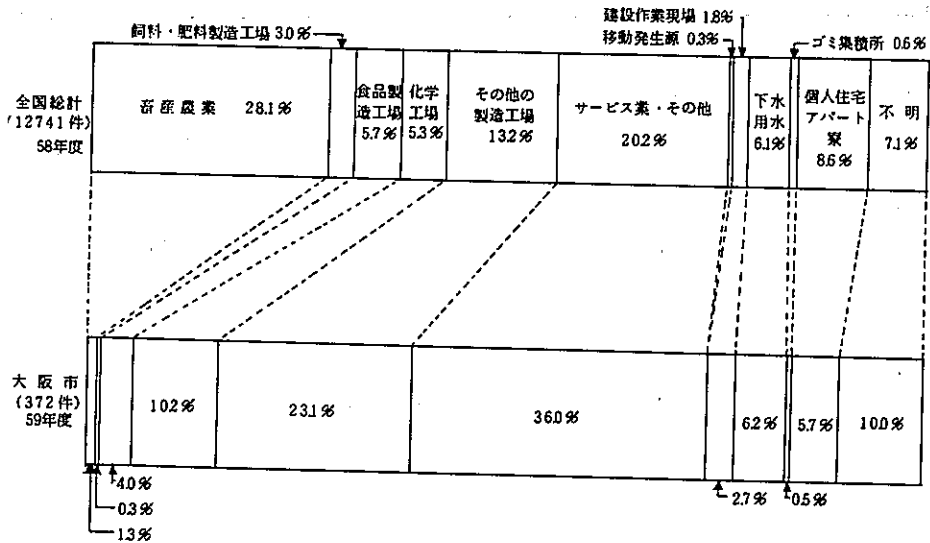 建設作業現場 1.8%
飼料・肥料製造工場 3.0%
移動発生源 0.3%
ゴミ集積所 0.6%
全国総計
(12741件)
58年度
畜産農業 28.1%
食品製
造工場
5.7%
化学
工場
5.3%
その他の
製造工場
13.2%
サービス業・その他
20.2%
下水
用水
6.1%
個人住宅
アパート
寮
8.6%
不明
7.1%
大阪市
(372件)
59年度
10.2%
23.1%
36.0%
6.2%
5.7%
10.0%
4.0%
0.3%
1.3%
2.7%
0.5%